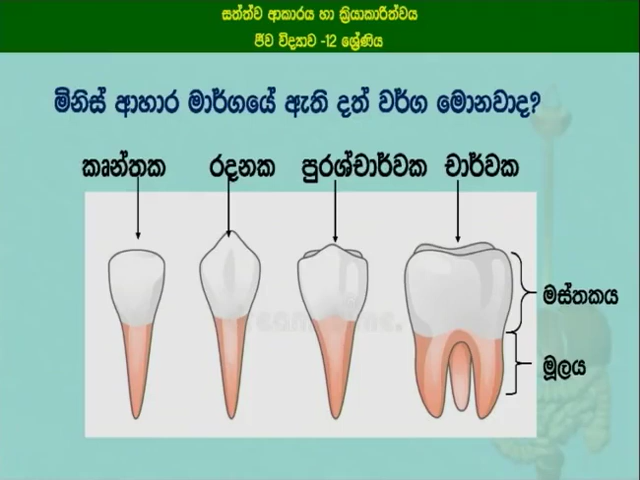 සත්ත්ව ආකාරය හා ක්‍රියාකාරීත්වය
ජීව විද්‍යාව -12 ශ්‍රේණිය
මිනිස් ආහාර මාර්ගයේ ඇති දත් වර්ග මොනවාද?
කෘන්තක රදනක පුරශ්චාර්වක චාර්වක
මස්තකය
මූලය